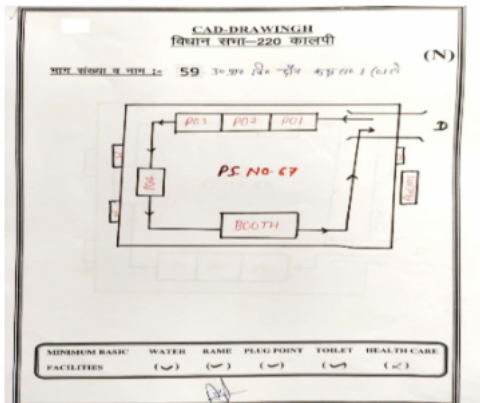 CAD-DRAWINGH
विधान सभा-220 कालपी
(N)
भाग संख्या व नाम :- 59
PO3 PO2 PO1
D
PO4
P.S. NO. 67
BOOTH
MINIMUM BASIC WATER RAME PLUG POINT TOILET HEALTH CARE
FACILITIES